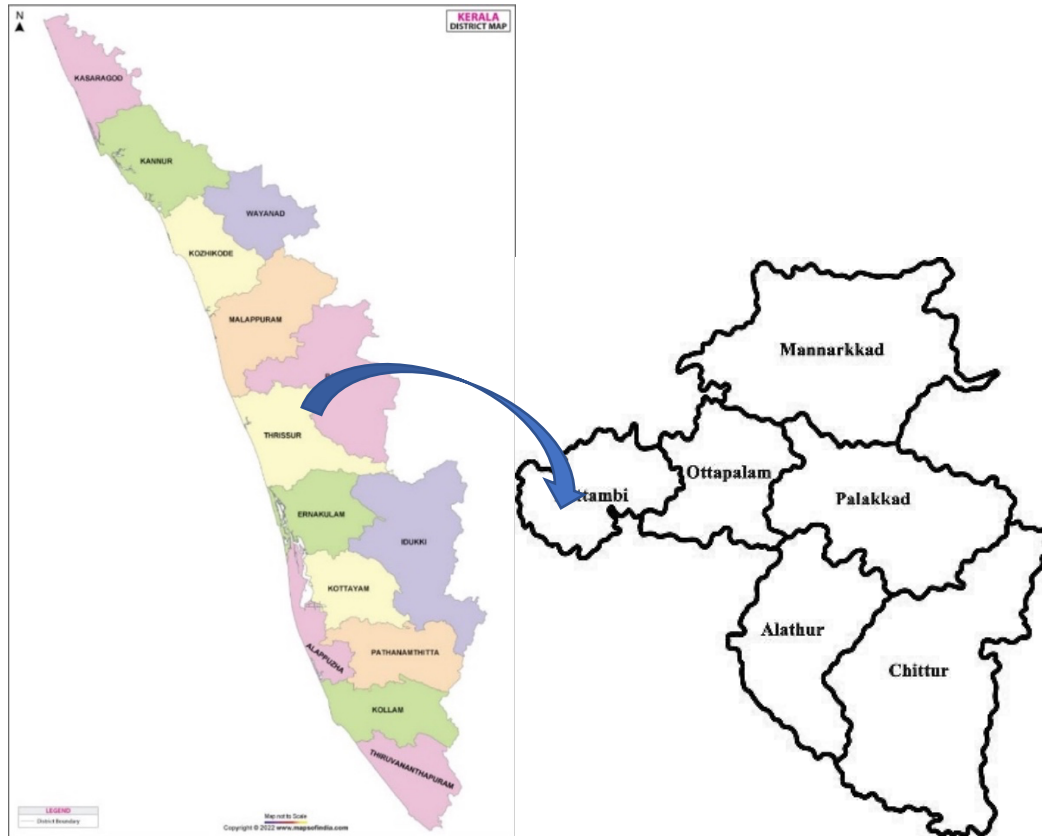 N
KERALA
DISTRICT MAP
KASARAGOD
KANNUR
WAYANAD
KOZHIKODE
MALAPPURAM
THRISSUR
ERNAKULAM
IDUKKI
KOTTAYAM
ALAPPUZHA
PATHANAMTHITTA
KOLLAM
THIRUVANANTHAPURAM
LEGEND
District Boundary
Map not to Scale
Copyright © 2022 www.mapsofindia.com
Mannarkkad
Ottapalam
Palakkad
Alathur
Chittur